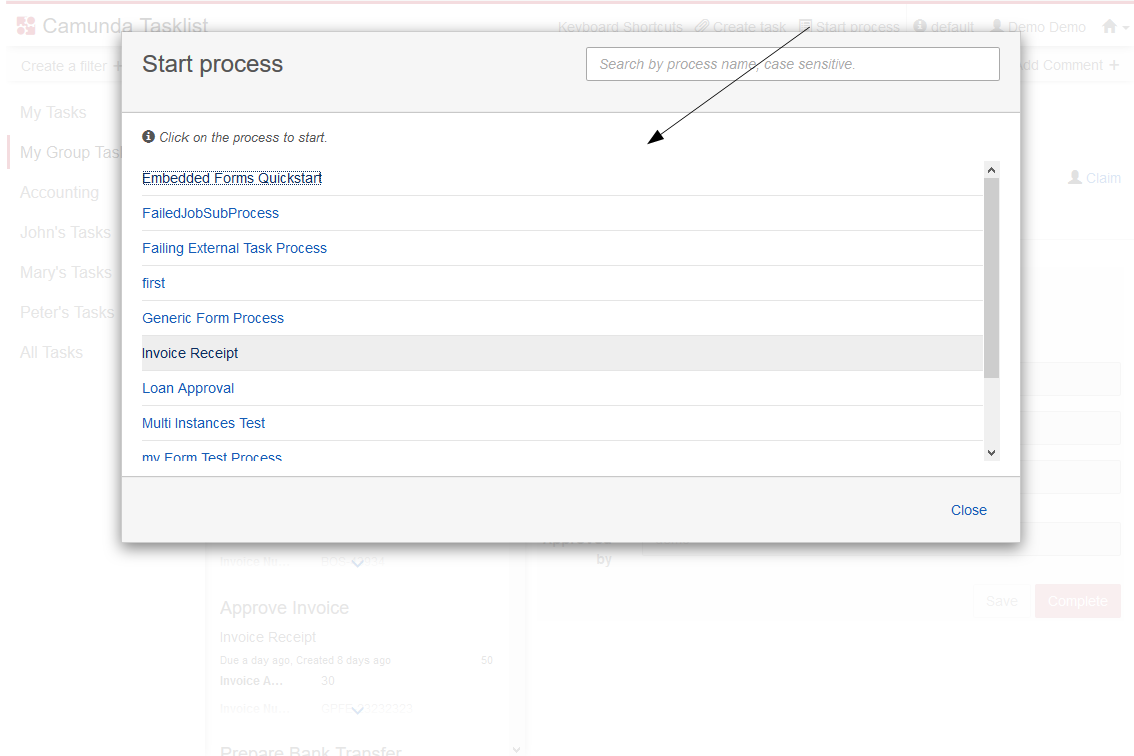 Camunda Tasklist
Keyboard Shortcuts Create task Start process default Demo Demo
Create a filter +
Add Comment +
Start process
Search by process name, case sensitive.
Click on the process to start.
My Tasks
My Group Tas
Accounting
John's Tasks
Mary's Tasks
Peter's Tasks
All Tasks
Claim
Embedded Forms Quickstart
FailedJobSubProcess
Failing External Task Process
first
Generic Form Process
Invoice Receipt
Loan Approval
Multi Instances Test
my Form Test Process
Close
by
Save
Complete
Invoice Nu...
Approve Invoice
Invoice Receipt
Due a day ago, Created 8 days ago 50
Invoice A... 30
Invoice Nu...
Prepare Bank Transfer